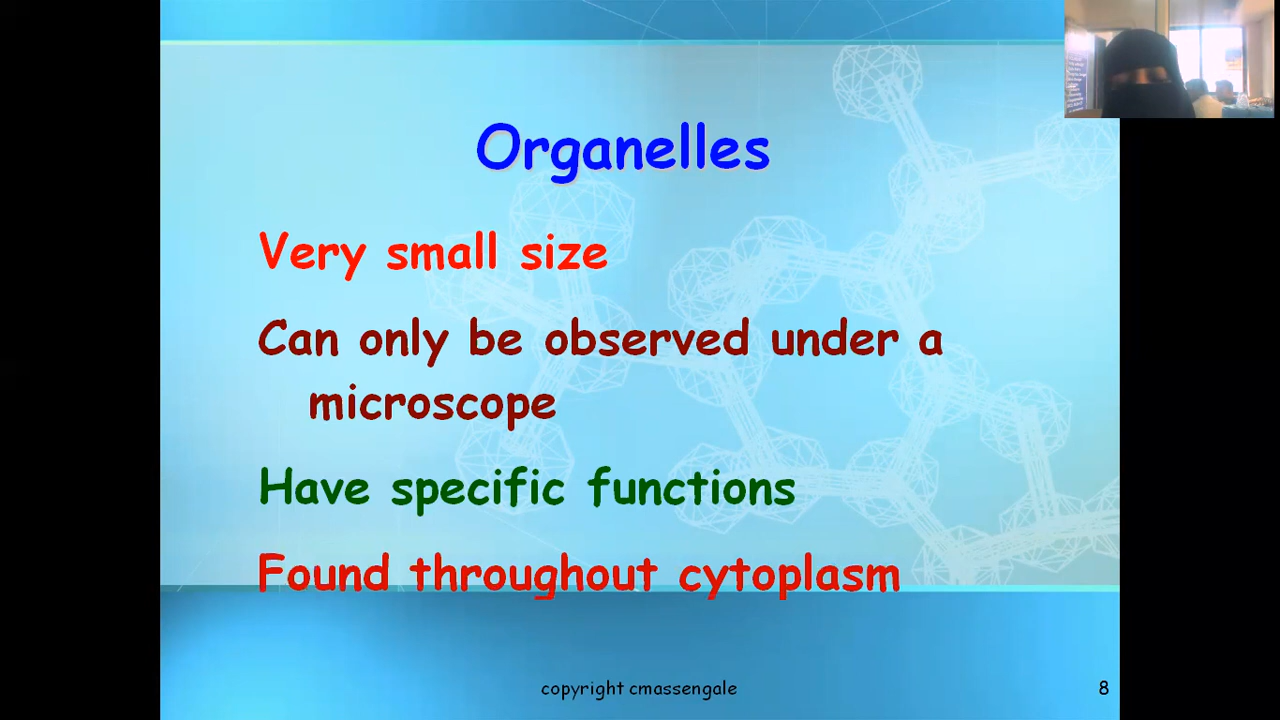 Organelles
Very small size
Can only be observed under a
microscope
Have specific functions
Found throughout cytoplasm
copyright cmassengale
8